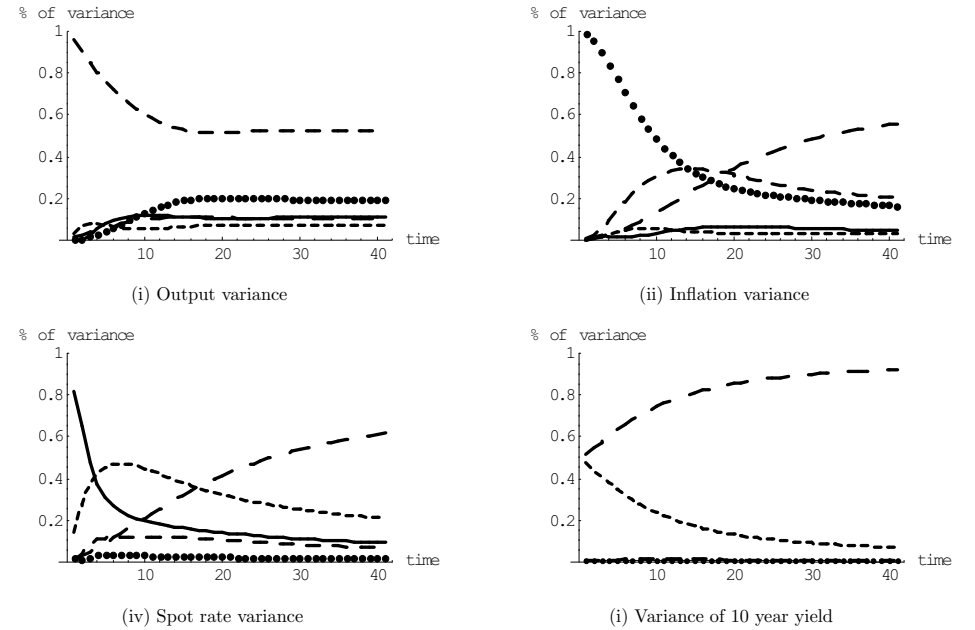 % of variance
1
0.8
0.6
0.4
0.2
10 20 30 40
time
(i) Output variance
% of variance
1
0.8
0.6
0.4
0.2
10 20 30 40
time
(ii) Inflation variance
% of variance
1
0.8
0.6
0.4
0.2
10 20 30 40
time
(iv) Spot rate variance
% of variance
1
0.8
0.6
0.4
0.2
10 20 30 40
time
(i) Variance of 10 year yield